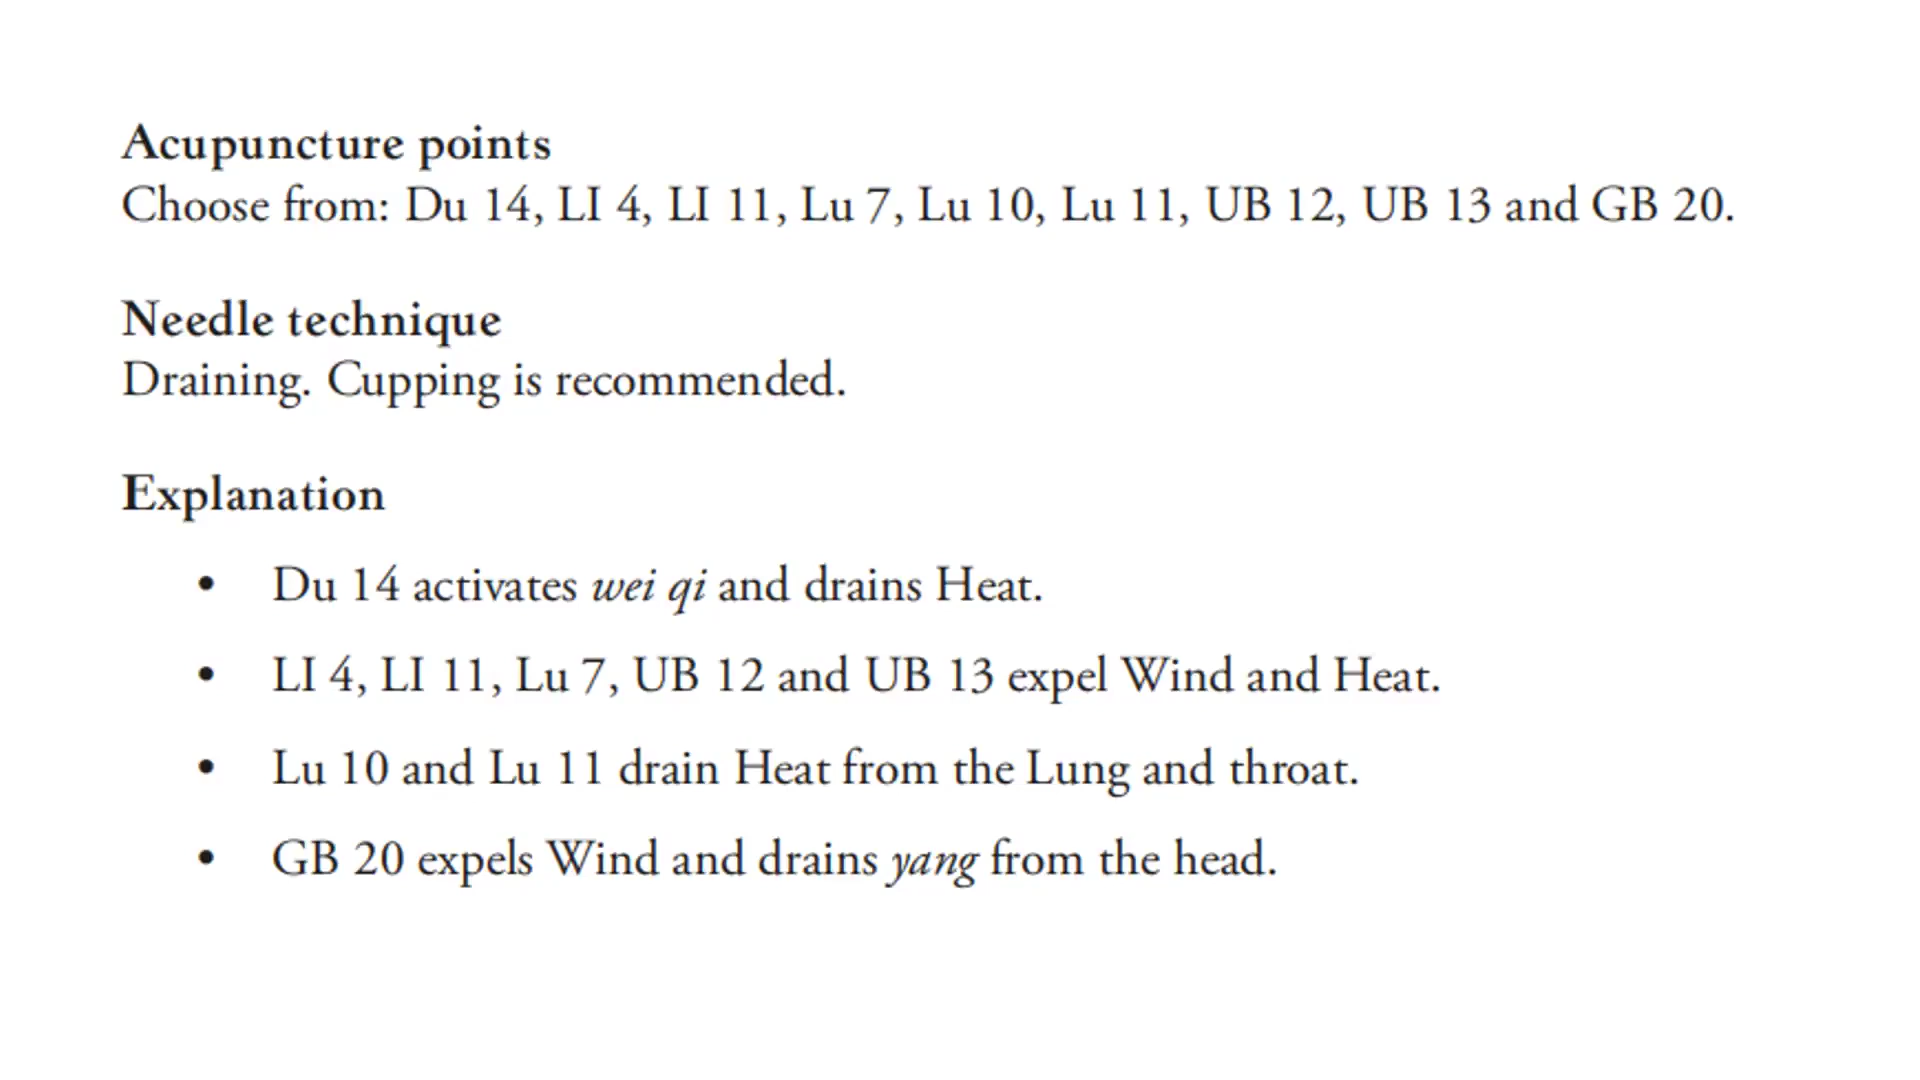 Acupuncture points
Choose from: Du 14, LI 4, LI 11, Lu 7, Lu 10, Lu 11, UB 12, UB 13 and GB 20.
Needle technique
Draining. Cupping is recommended.
Explanation
• Du 14 activates wei qi and drains Heat.
• LI 4, LI 11, Lu 7, UB 12 and UB 13 expel Wind and Heat.
• Lu 10 and Lu 11 drain Heat from the Lung and throat.
• GB 20 expels Wind and drains yang from the head.